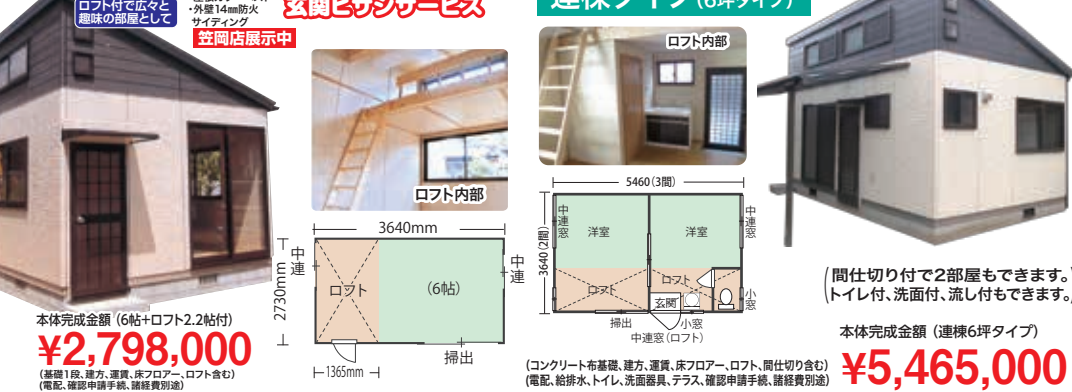 ロフト付で広々と
趣味の部屋として
・外壁14㎜防火
サイディング
笠岡店展示中
玄関ヒサシサービス
ロフト内部
3640mm
2730mm
中連
ロフト
(6帖)
中連
掃出
1365mm
本体完成金額(6帖+ロフト2.2帖付)
¥2,798,000
(基礎1段、建方、運賃、床フロアー、ロフト含む)
(電配、確認申請手続、諸経費別途)
連棟タイプ(6坪タイプ)
ロフト内部
5460(3間)
3640(2間)
中連窓
洋室
洋室
中連窓
ロフト
ロフト
玄関
小窓
掃出
小窓
中連窓(ロフト)
(コンクリート布基礎、建方、運賃、床フロアー、ロフト、間仕切り含む)
(電配、給排水、トイレ、洗面器具、テラス、確認申請手続、諸経費別途)
(間仕切り付で2部屋もできます。
トイレ付、洗面付、流し付もできます。)
本体完成金額(連棟6坪タイプ)
¥5,465,000